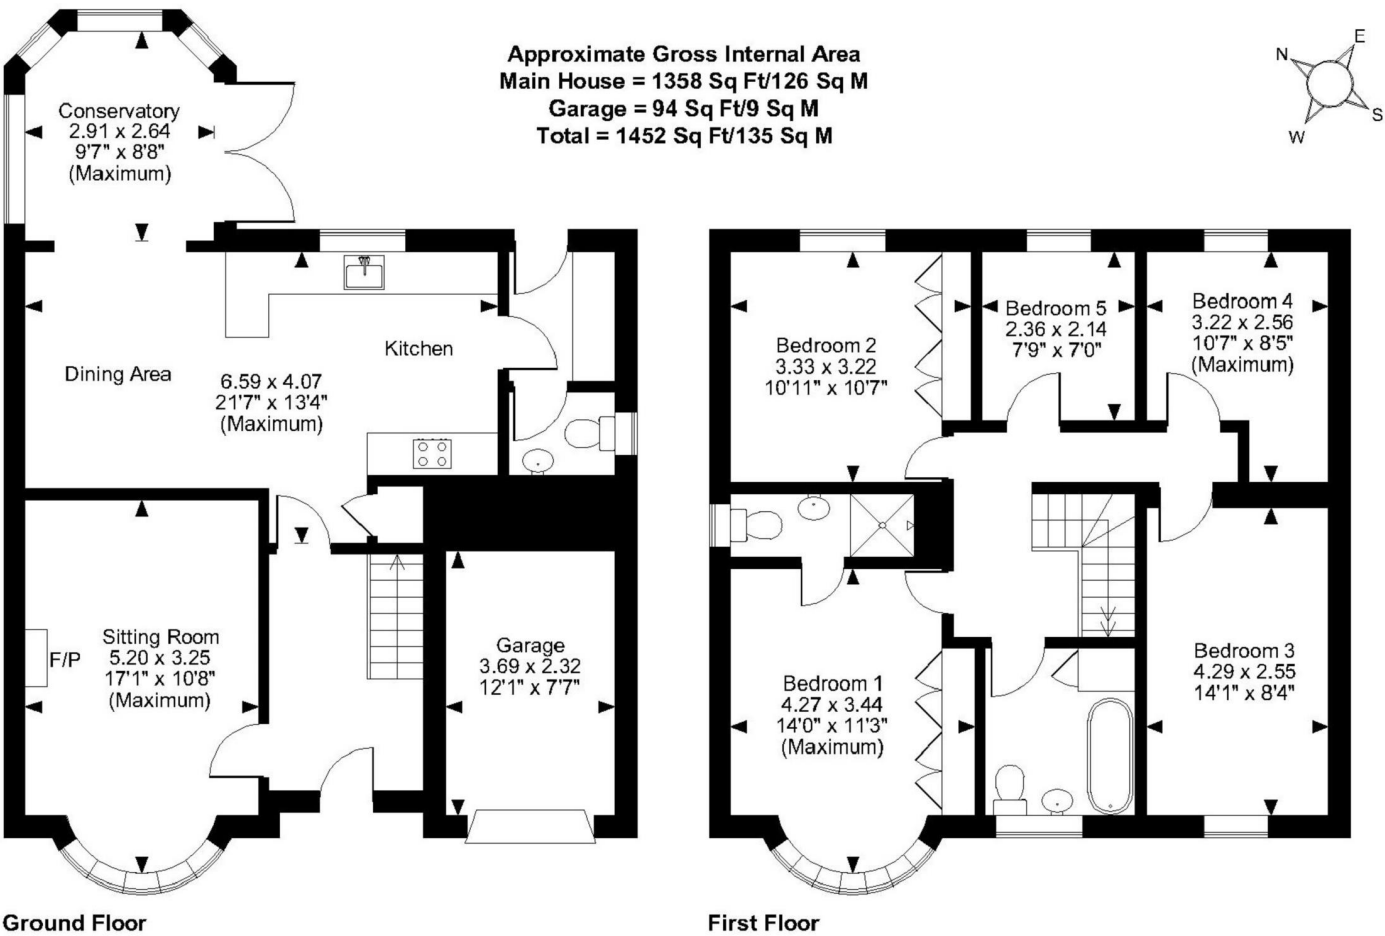 Approximate Gross Internal Area
Main House = 1358 Sq Ft/126 Sq M
Garage = 94 Sq Ft/9 Sq M
Total = 1452 Sq Ft/135 Sq M
N
E
S
W
Conservatory
2.91 x 2.64
9'7" x 8'8"
(Maximum)
Dining Area
Kitchen
6.59 x 4.07
21'7" x 13'4"
(Maximum)
Sitting Room
5.20 x 3.25
17'1" x 10'8"
(Maximum)
F/P
Garage
3.69 x 2.32
12'1" x 7'7"
Ground Floor
Bedroom 2
3.33 x 3.22
10'11" x 10'7"
Bedroom 5
2.36 x 2.14
7'9" x 7'0"
Bedroom 4
3.22 x 2.56
10'7" x 8'5"
(Maximum)
Bedroom 1
4.27 x 3.44
14'0" x 11'3"
(Maximum)
Bedroom 3
4.29 x 2.55
14'1" x 8'4"
First Floor